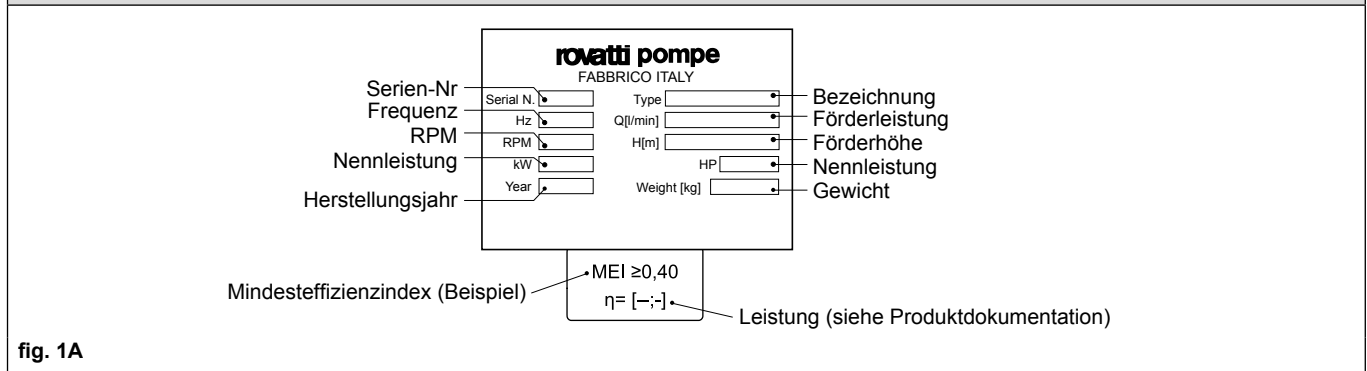 rovatti pompe
FABBRICO ITALY
Serien-Nr
Frequenz
RPM
Nennleistung
Herstellungsjahr
Serial N.
Hz
RPM
kW
Year
Type
Q[l/min]
H[m]
HP
Weight [kg]
Bezeichnung
Förderleistung
Förderhöhe
Nennleistung
Gewicht
MEI ≥0,40
η= [--;-]
Mindesteffizienzindex (Beispiel)
Leistung (siehe Produktdokumentation)
fig. 1A